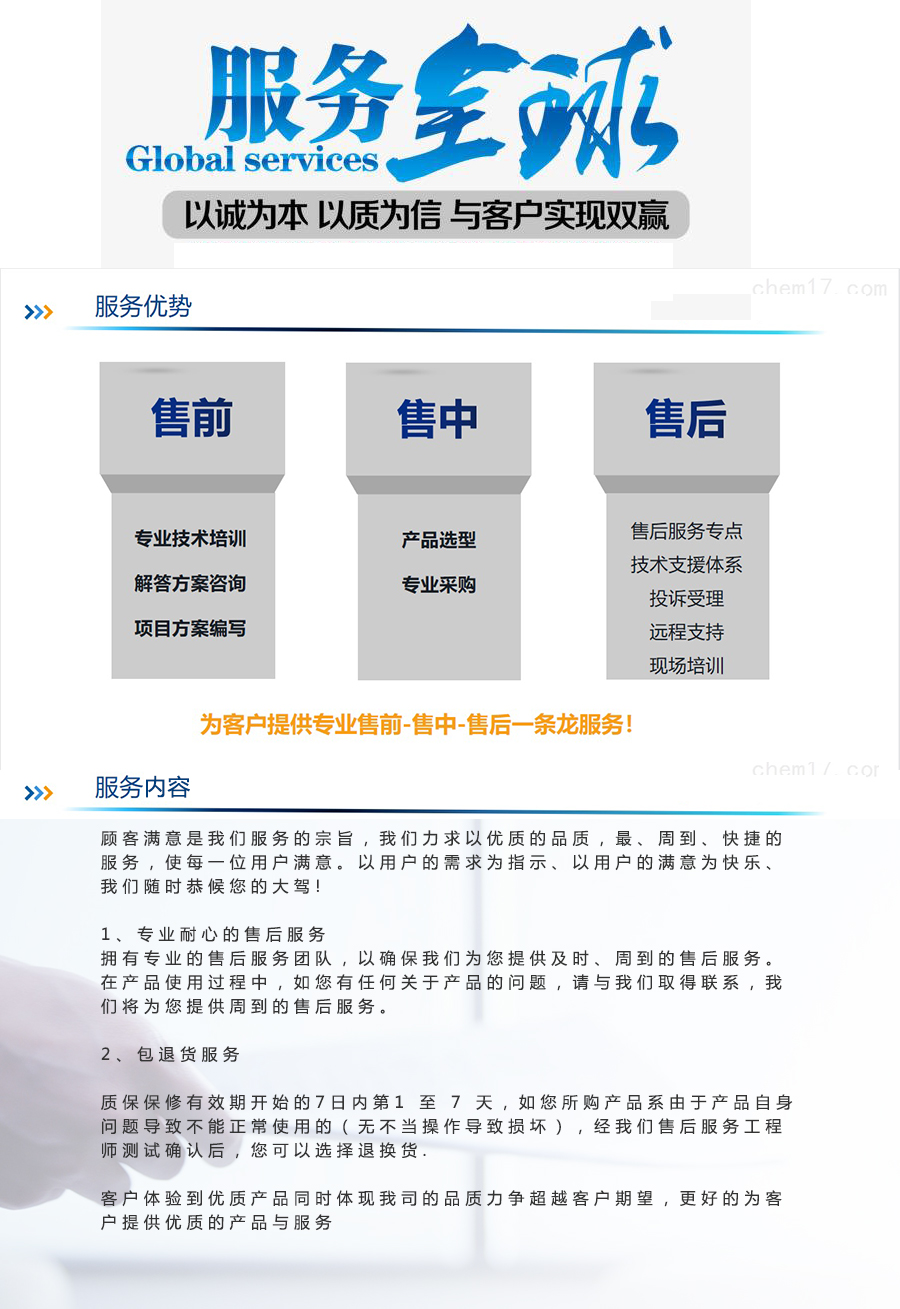 服务全球
Global services
以诚为本 以质为信 与客户实现双赢
chem17.com
服务优势
售前
售中
售后
专业技术培训
解答方案咨询
项目方案编写
产品选型
专业采购
售后服务专点
技术支援体系
投诉受理
远程支持
现场培训
为客户提供专业售前-售中-售后一条龙服务!
chem17.com
服务内容
顾客满意是我们服务的宗旨,我们力求以优质的品质,最、周到、快捷的
服务,使每一位用户满意。以用户的需求为指示、以用户的满意为快乐、
我们随时恭候您的大驾!
1、专业耐心的售后服务
拥有专业的售后服务团队,以确保我们为您提供及时、周到的售后服务。
在产品使用过程中,如您有任何关于产品的问题,请与我们取得联系,我
们将为您提供周到的售后服务。
2、包退货服务
质保保修有效期开始的7日内第1 至 7 天,如您所购产品系由于产品自身
问题导致不能正常使用的(无不当操作导致损坏),经我们售后服务工程
师测试确认后,您可以选择退换货.
客户体验到优质产品同时体现我司的品质力争超越客户期望,更好的为客
户提供优质的产品与服务